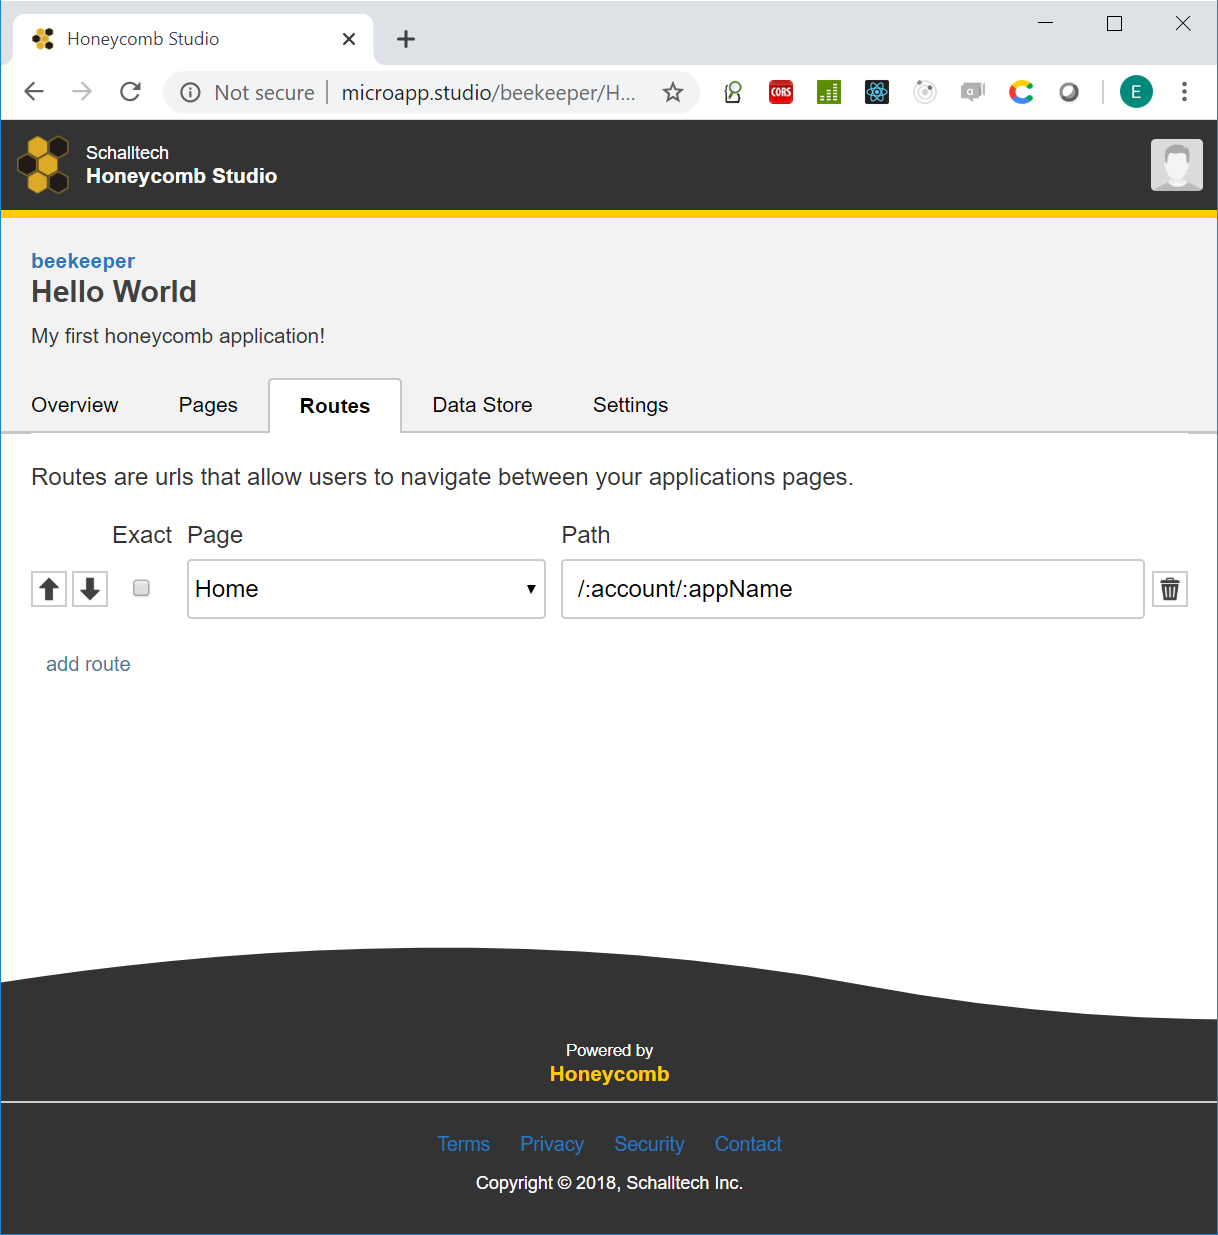 Honeycomb Studio
Not secure
microapp.studio/beekeeper/H...
CORS
a
E
Schalltech
Honeycomb Studio
beekeeper
Hello World
My first honeycomb application!
Overview
Pages
Routes
Data Store
Settings
Routes are urls that allow users to navigate between your applications pages.
Exact
Page
Path
Home
/:account/:appName
add route
Powered by
Honeycomb
Terms
Privacy
Security
Contact
Copyright © 2018, Schalltech Inc.